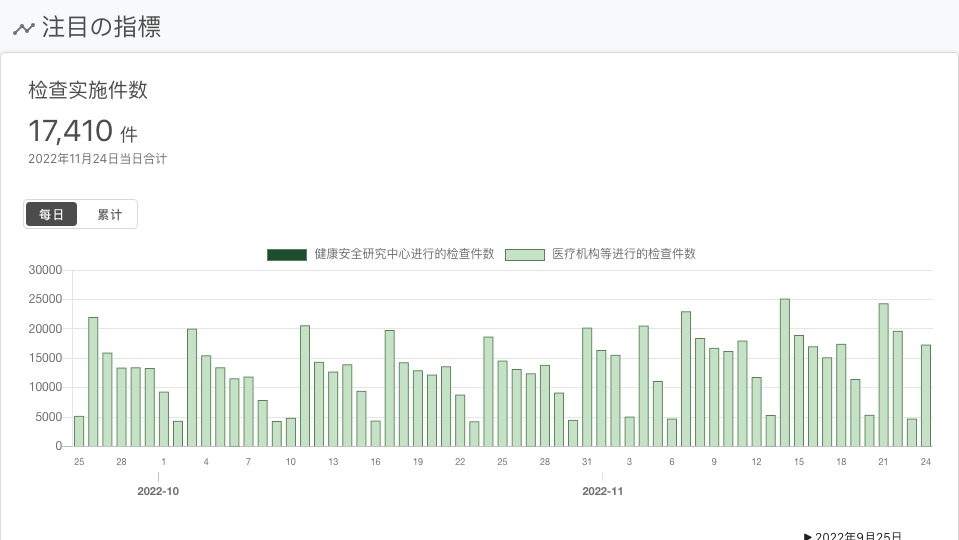 注目の指標
检查实施件数
17,410 件
2022年11月24日当日合计
每日 累计
健康安全研究中心进行的检查件数 医疗机构等进行的检查件数
30000
25000
20000
15000
10000
5000
0
25 28 1 4 7 10 13 16 19 22 25 28 31 3 6 9 12 15 18 21 24
2022-10 2022-11
▶ 2022年9月25日